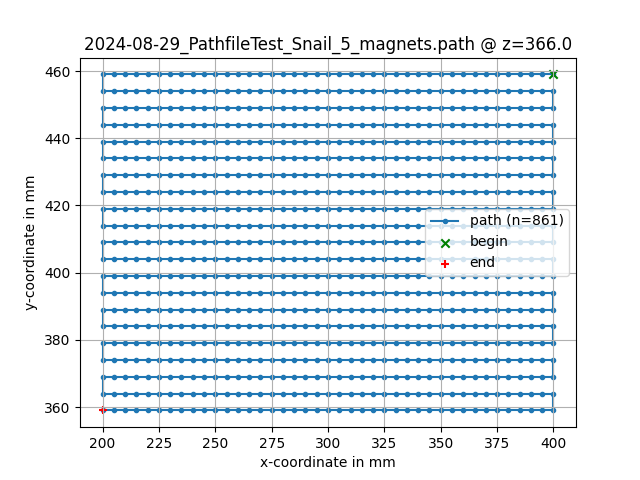 2024-08-29_PathfileTest_Snail_5_magnets.path @ z=366.0
460
440
420
400
380
360
y-coordinate in mm
path (n=861)
begin
end
200 225 250 275 300 325 350 375 400
x-coordinate in mm